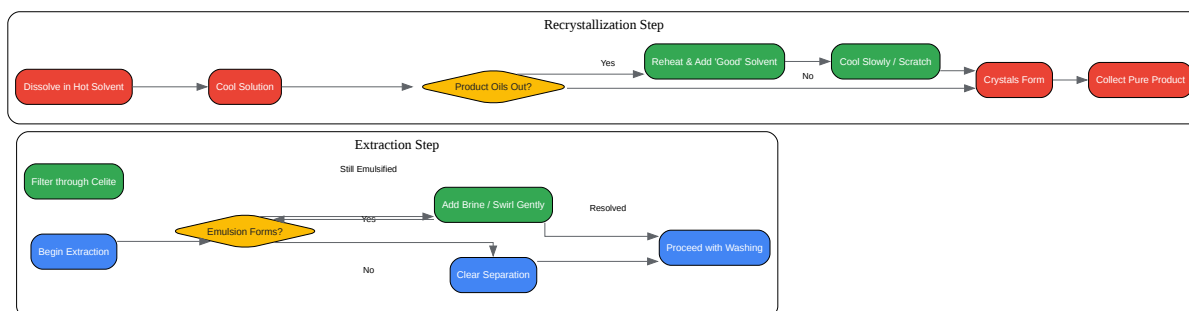 Recrystallization Step
Dissolve in Hot Solvent
Cool Solution
Product Oils Out?
Yes
Reheat & Add 'Good' Solvent
No
Cool Slowly / Scratch
Crystals Form
Collect Pure Product
Extraction Step
Filter through Celite
Still Emulsified
Add Brine / Swirl Gently
Resolved
Yes
Emulsion Forms?
Begin Extraction
Proceed with Washing
No
Clear Separation